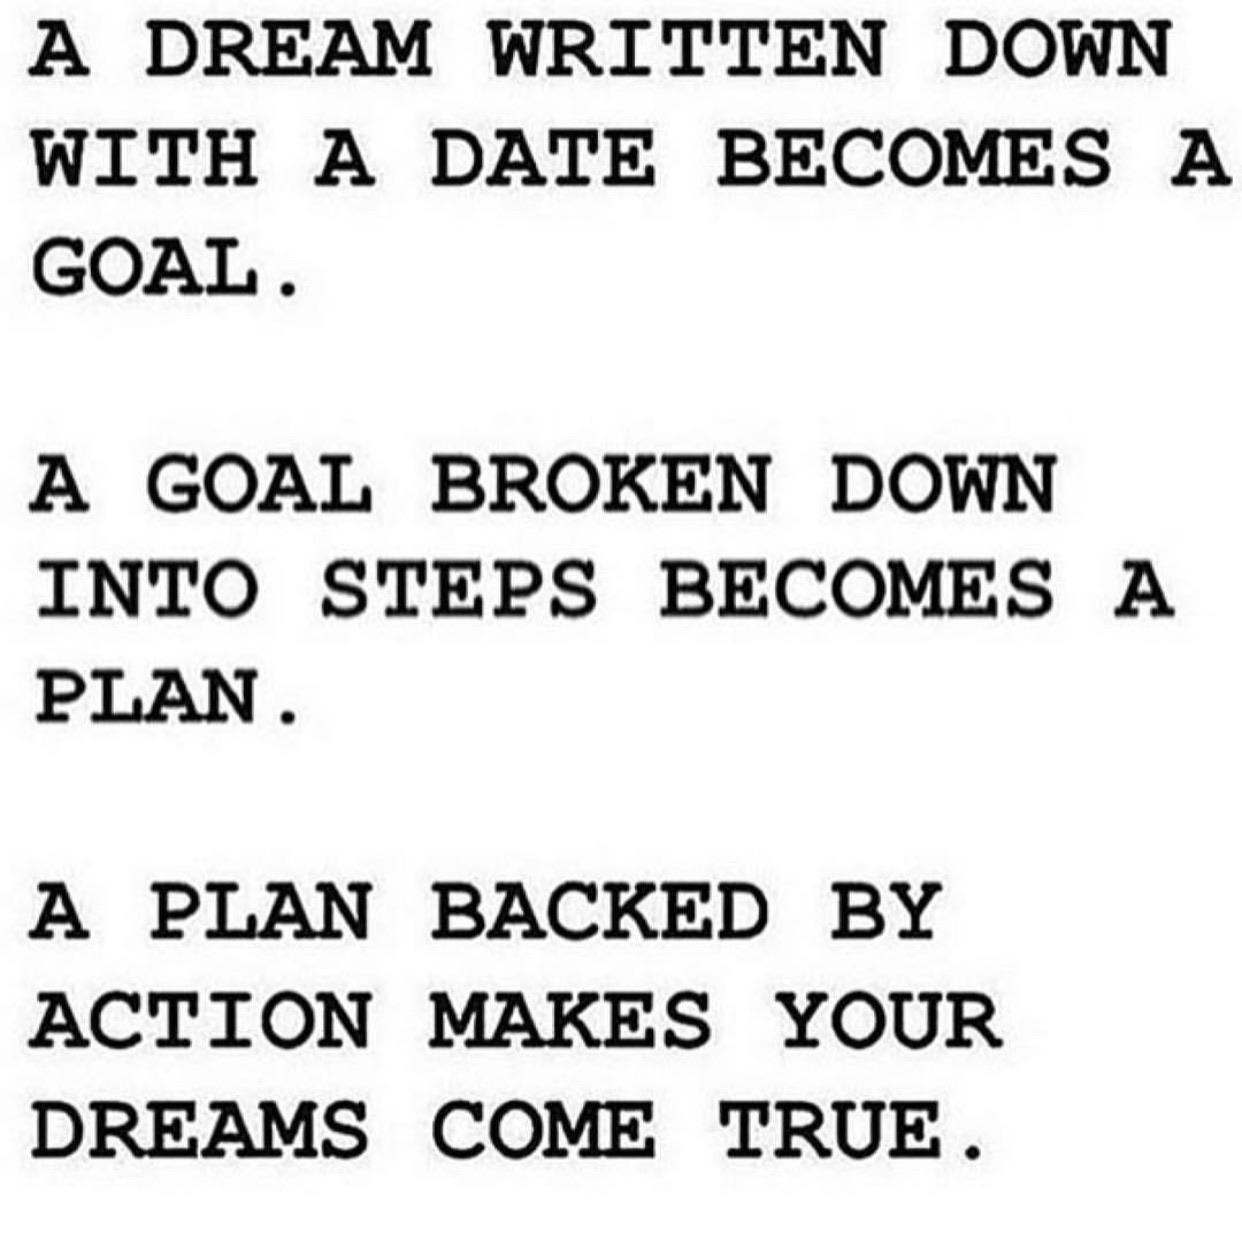 A DREAM WRITTEN DOWN
WITH A DATE BECOMES A
GOAL.
A GOAL BROKEN DOWN
INTO STEPS BECOMES A
PLAN.
A PLAN BACKED BY
ACTION MAKES YOUR
DREAMS COME TRUE.